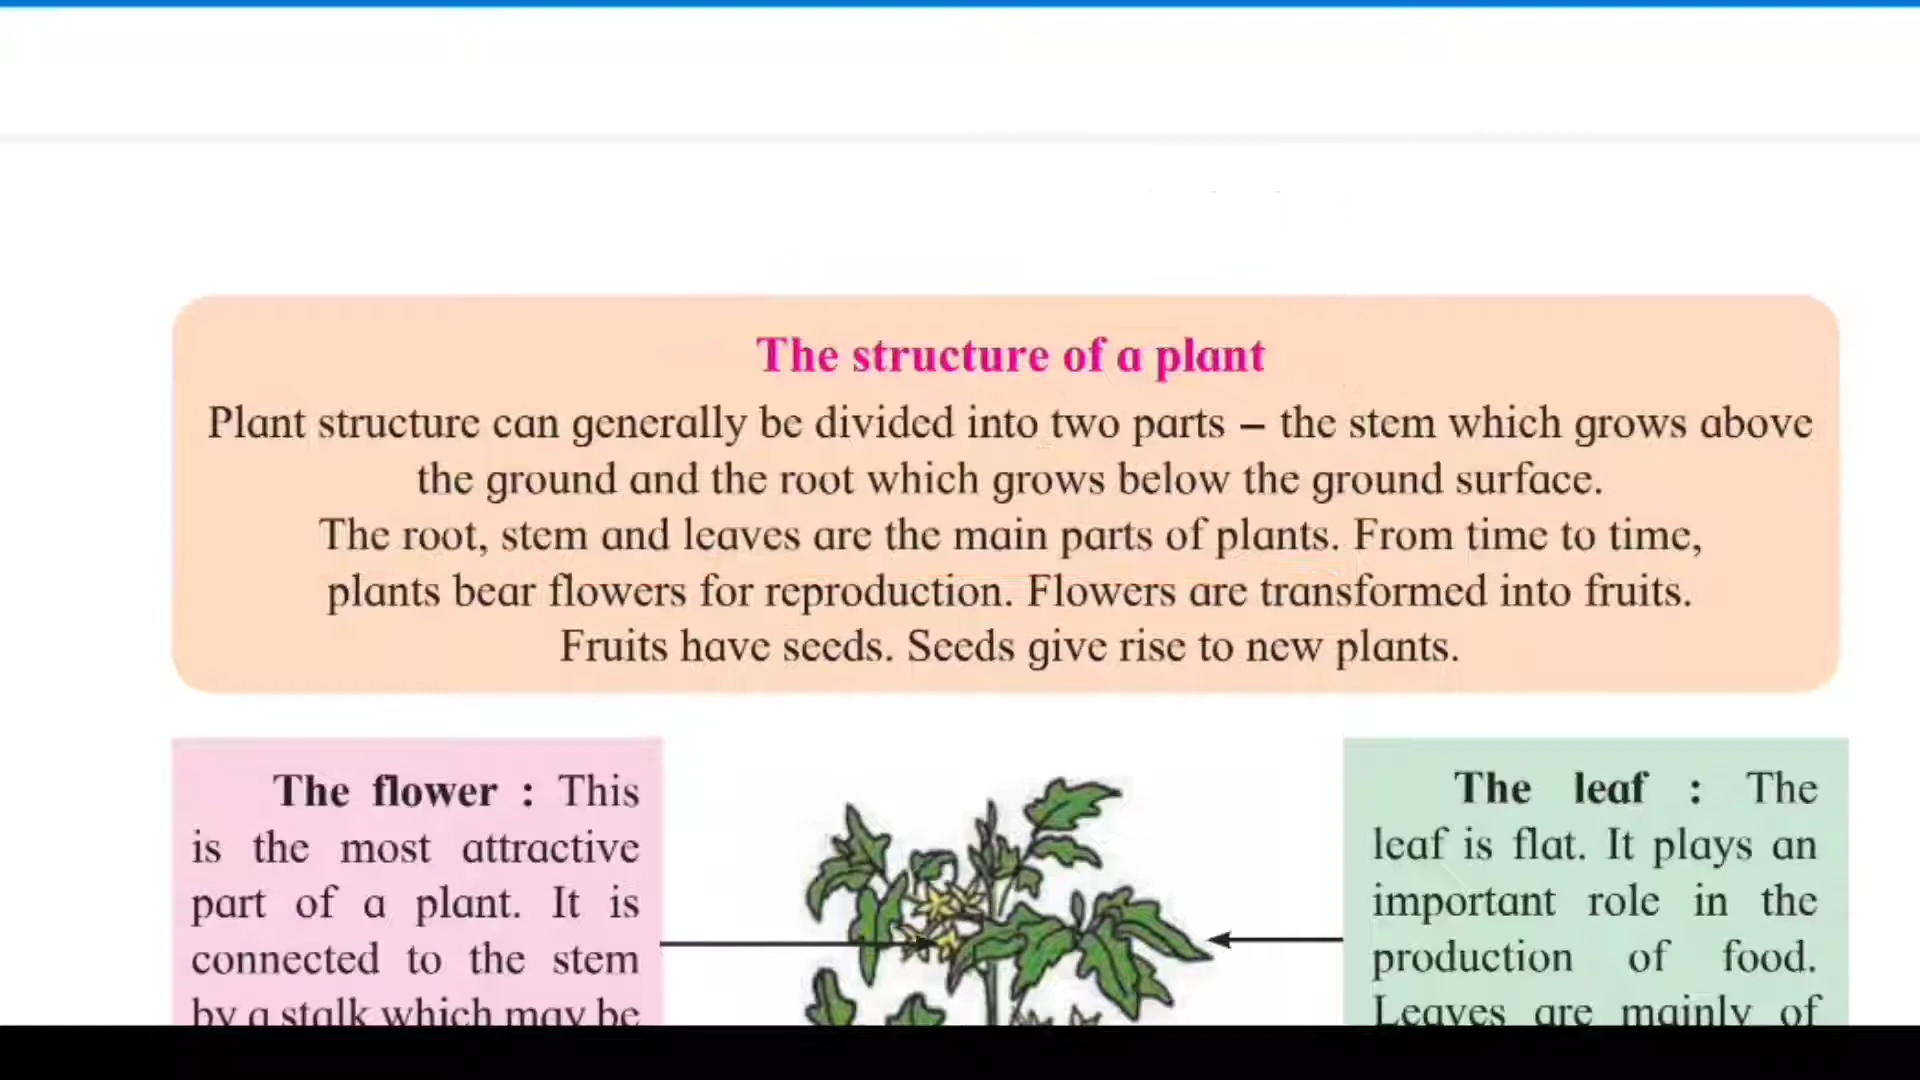 The structure of a plant
Plant structure can generally be divided into two parts – the stem which grows above
the ground and the root which grows below the ground surface.
The root, stem and leaves are the main parts of plants. From time to time,
plants bear flowers for reproduction. Flowers are transformed into fruits.
Fruits have seeds. Seeds give rise to new plants.
The flower : This
is the most attractive
part of a plant. It is
connected to the stem
by a stalk which may be
The leaf : The
leaf is flat. It plays an
important role in the
production of food.
Leaves are mainly of